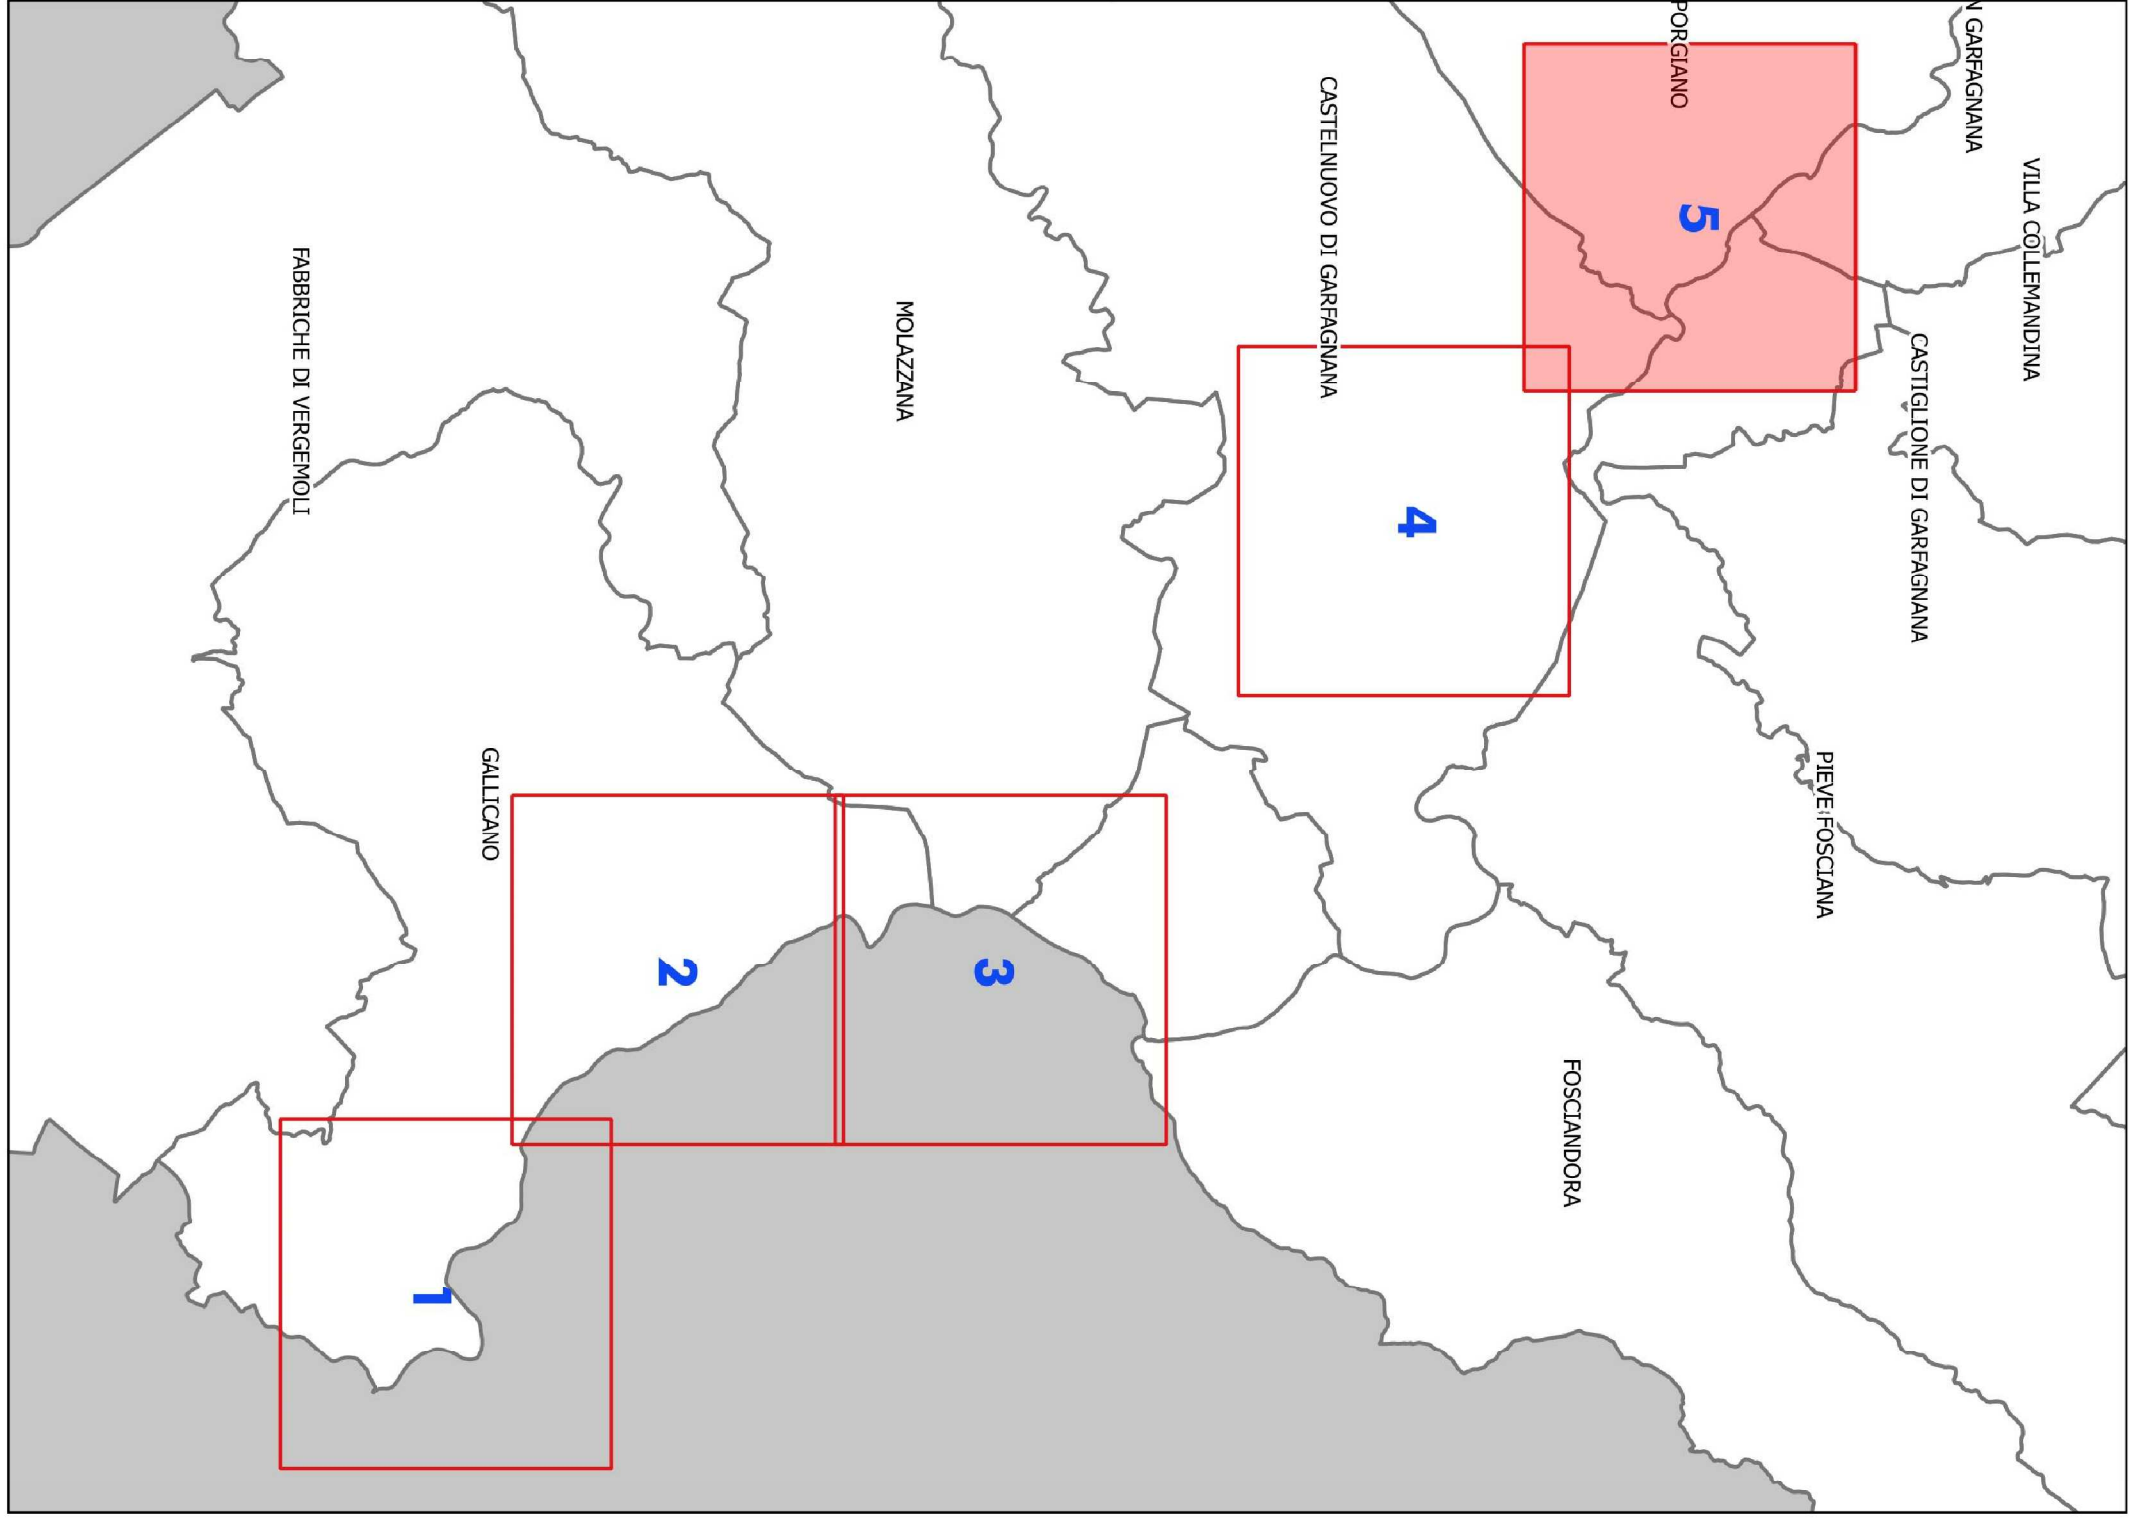 VILLA COLLEMANDINA
N GARFAGNANA
CASTIGLIONE DI GARFAGNANA
PIEVE FOSCIANA
5
PORGIANO
FOSCIANDORA
4
CASTELNUOVO DI GARFAGNANA
3
MOLAZZANA
2
GALLICANO
1
FABBRICHE DI VERGEMOLI